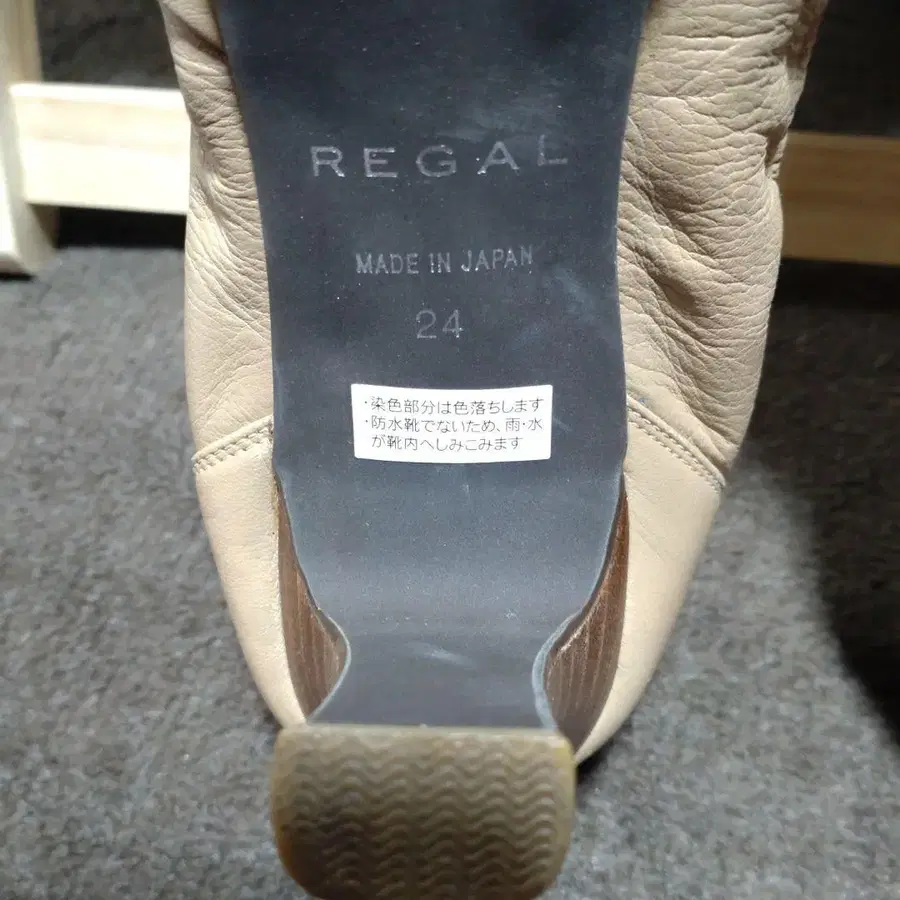 REGAL
MADE IN JAPAN
24
・染色部分は色落ちします
・防水靴でないため、雨・水
が靴内へしみこみます